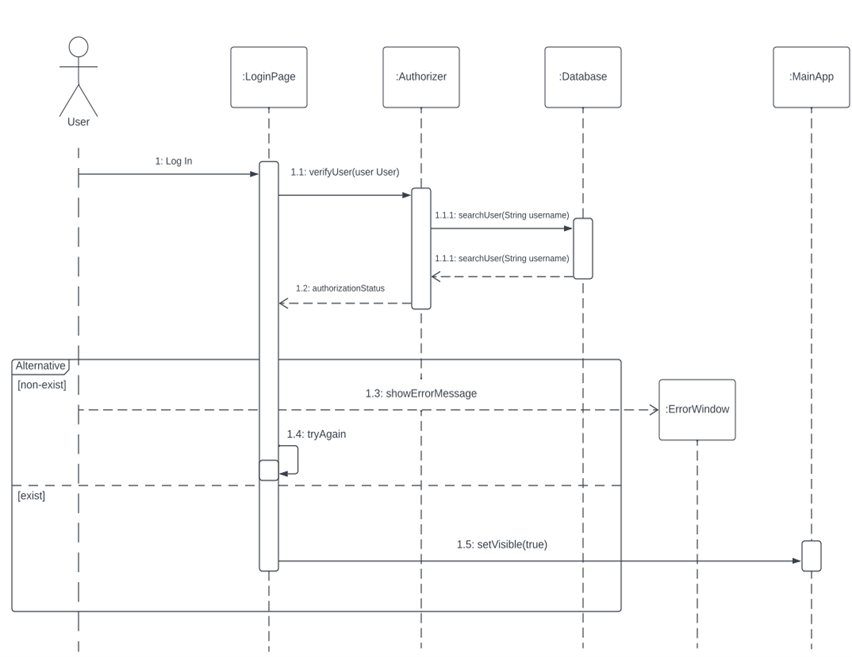 :LoginPage
:Authorizer
:Database
:MainApp
User
1: Log In
1.1: verifyUser(user User)
1.1.1: searchUser(String username)
1.1.1: searchUser(String username)
1.2: authorizationStatus
Alternative
[non-exist]
1.3: showErrorMessage
:ErrorWindow
1.4: tryAgain
[exist]
1.5: setVisible(true)